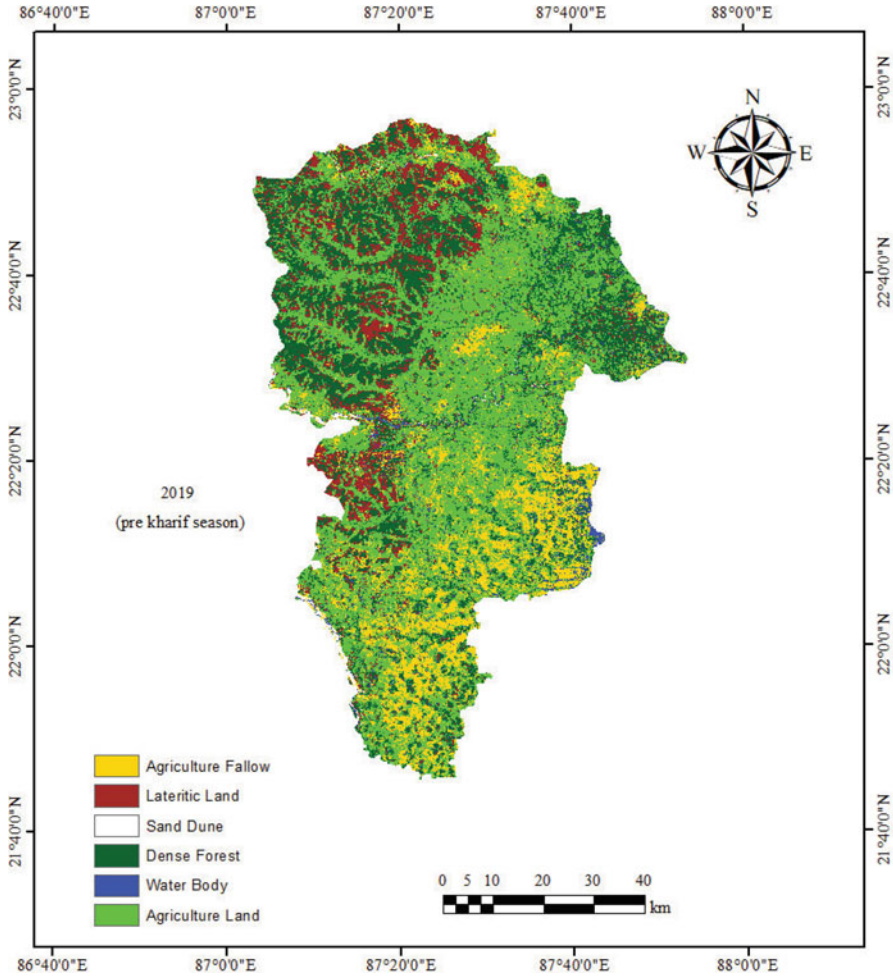 86°40'0"E 87°0'0"E 87°20'0"E 87°40'0"E 88°0'0"E
23°0'0"N
23°0'0"N
N
W E
S
22°40'0"N
22°40'0"N
22°20'0"N
22°20'0"N
2019
(pre kharif season)
22°0'0"N
22°0'0"N
21°40'0"N
21°40'0"N
Agriculture Fallow
Lateritic Land
Sand Dune
Dense Forest
Water Body
Agriculture Land
0 5 10 20 30 40
km
86°40'0"E 87°0'0"E 87°20'0"E 87°40'0"E 88°0'0"E